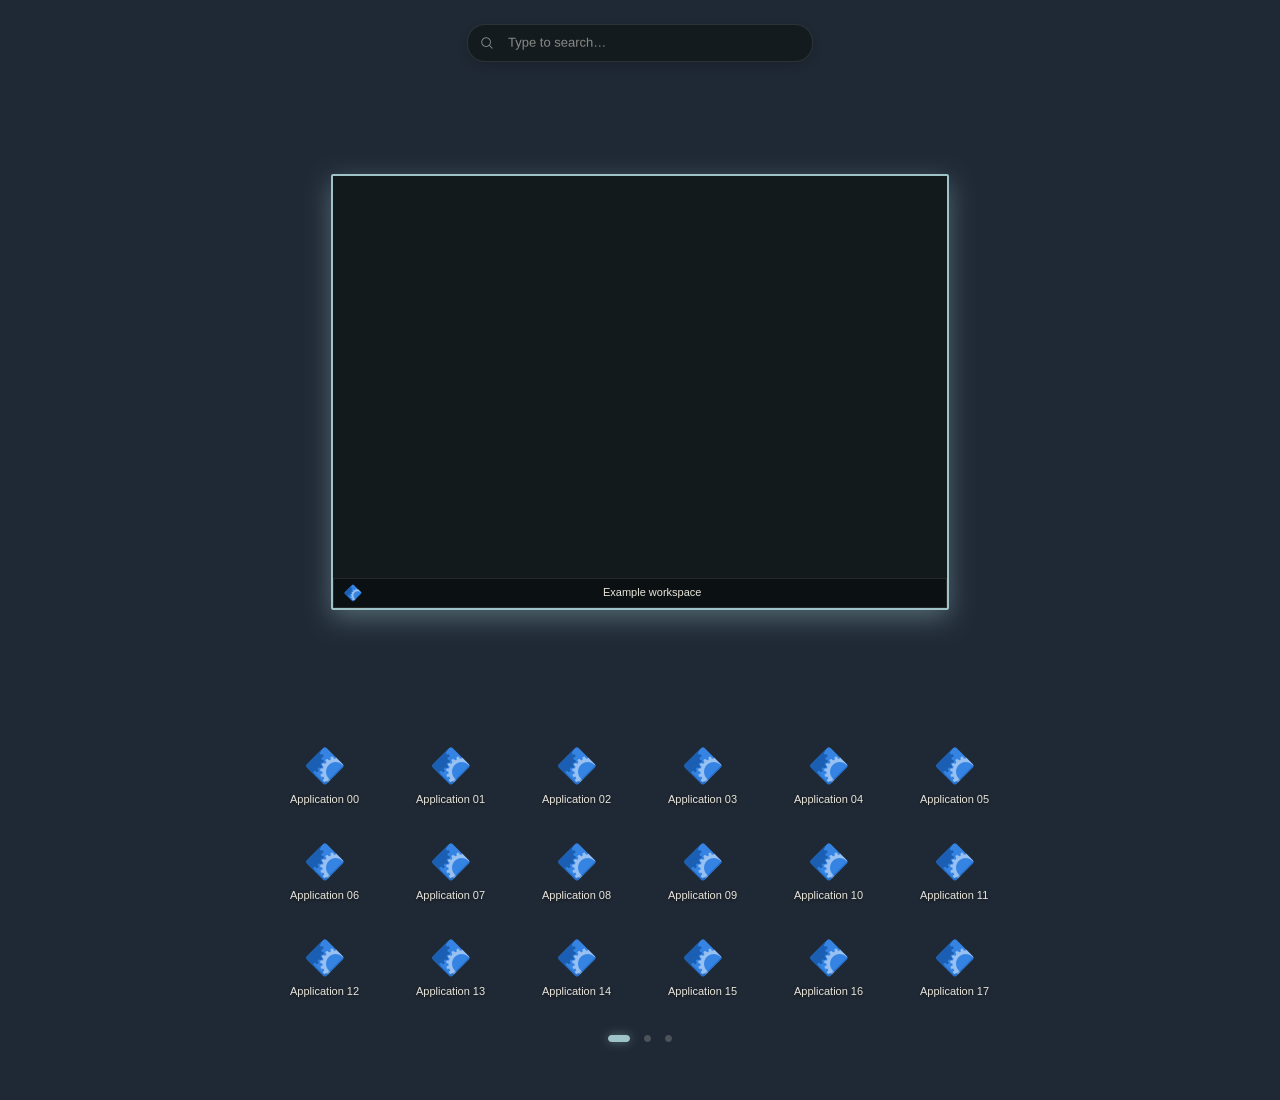 Type to search…
Example workspace
Application 00
Application 01
Application 02
Application 03
Application 04
Application 05
Application 06
Application 07
Application 08
Application 09
Application 10
Application 11
Application 12
Application 13
Application 14
Application 15
Application 16
Application 17